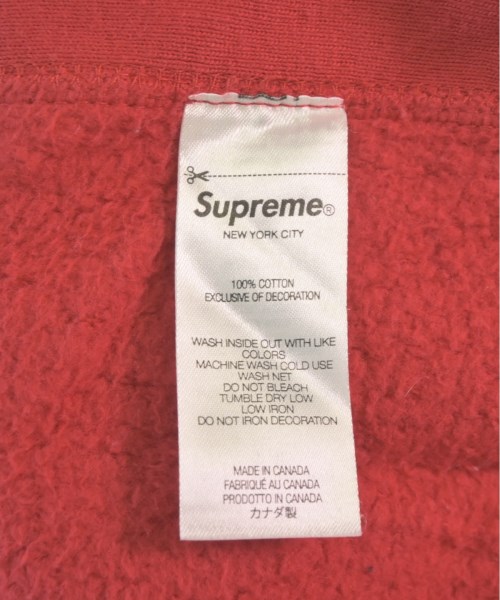 Supreme®
NEW YORK CITY
100% COTTON
EXCLUSIVE OF DECORATION
WASH INSIDE OUT WITH LIKE
COLORS
MACHINE WASH COLD USE
WASH NET
DO NOT BLEACH
TUMBLE DRY LOW
LOW IRON
DO NOT IRON DECORATION
MADE IN CANADA
FABRIQUÉ AU CANADA
PRODOTTO IN CANADA
カナダ製